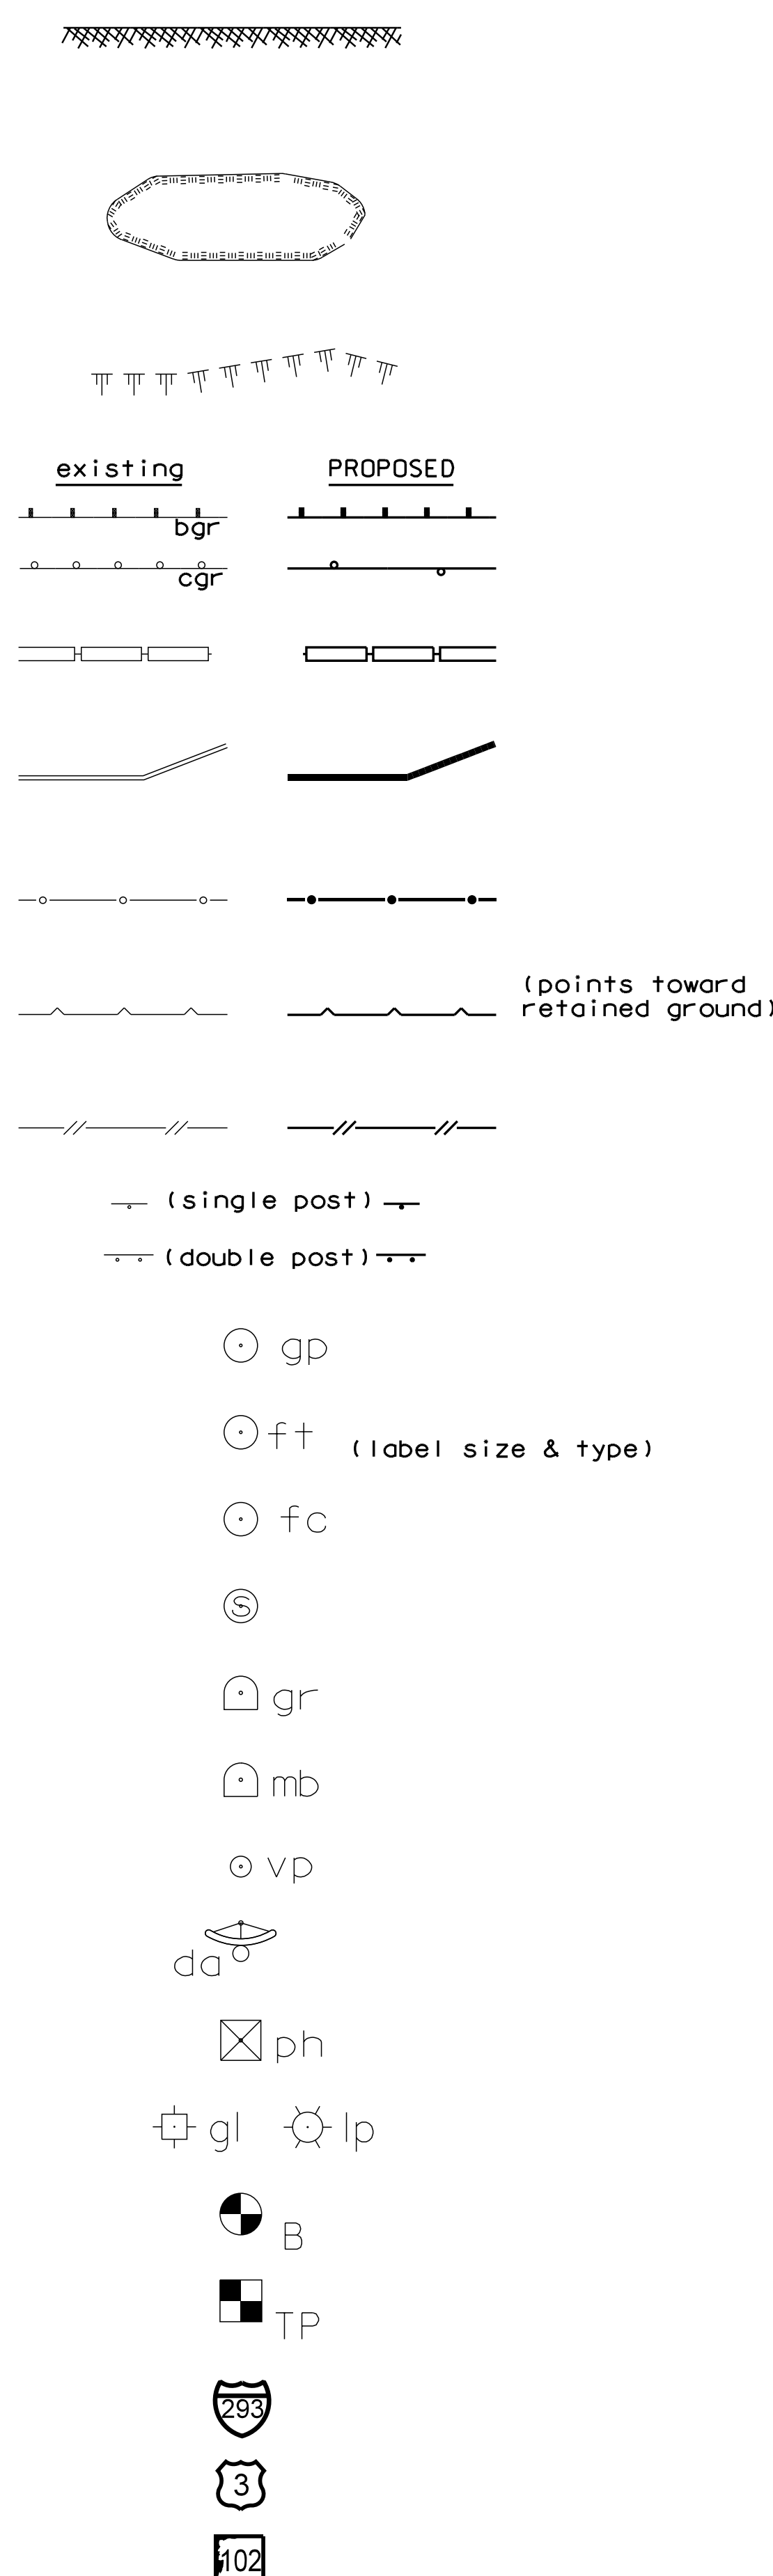 existing PROPOSED
bgr
cgr
(points toward
retained ground)
(single post)
(double post)
gp
ft (label size & type)
fc
S
gr
mb
vp
da
ph
gl lp
B
TP
293
3
102